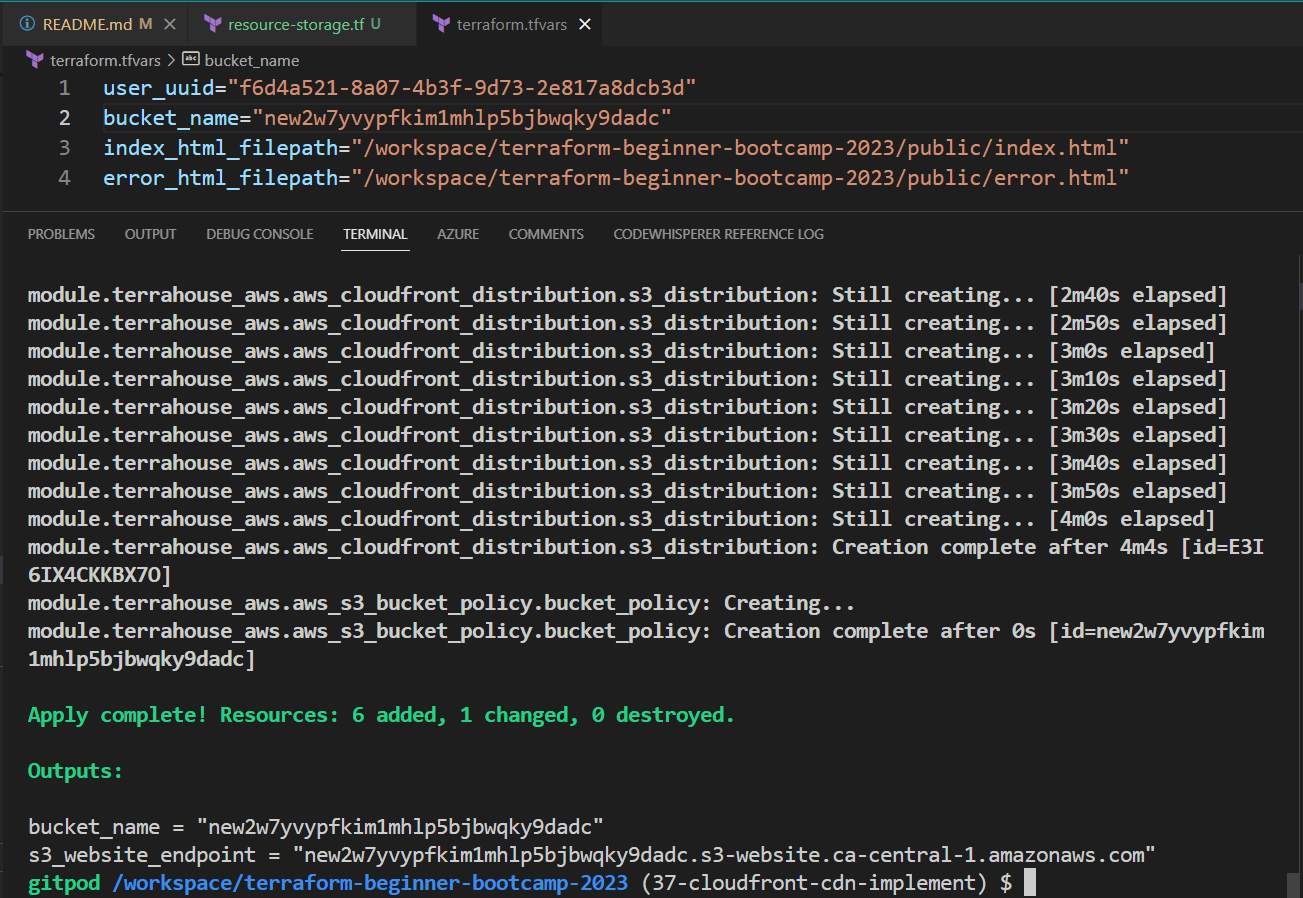 README.md M
resource-storage.tf U
terraform.tfvars
terraform.tfvars > bucket_name
1 user_uuid="f6d4a521-8a07-4b3f-9d73-2e817a8dcb3d"
2 bucket_name="new2w7yvypfkim1mhlp5bjbwqky9dadc"
3 index_html_filepath="/workspace/terraform-beginner-bootcamp-2023/public/index.html"
4 error_html_filepath="/workspace/terraform-beginner-bootcamp-2023/public/error.html"
PROBLEMS OUTPUT DEBUG CONSOLE TERMINAL AZURE COMMENTS CODEWHISPERER REFERENCE LOG
module.terrahouse_aws.aws_cloudfront_distribution.s3_distribution: Still creating... [2m40s elapsed]
module.terrahouse_aws.aws_cloudfront_distribution.s3_distribution: Still creating... [2m50s elapsed]
module.terrahouse_aws.aws_cloudfront_distribution.s3_distribution: Still creating... [3m0s elapsed]
module.terrahouse_aws.aws_cloudfront_distribution.s3_distribution: Still creating... [3m10s elapsed]
module.terrahouse_aws.aws_cloudfront_distribution.s3_distribution: Still creating... [3m20s elapsed]
module.terrahouse_aws.aws_cloudfront_distribution.s3_distribution: Still creating... [3m30s elapsed]
module.terrahouse_aws.aws_cloudfront_distribution.s3_distribution: Still creating... [3m40s elapsed]
module.terrahouse_aws.aws_cloudfront_distribution.s3_distribution: Still creating... [3m50s elapsed]
module.terrahouse_aws.aws_cloudfront_distribution.s3_distribution: Still creating... [4m0s elapsed]
module.terrahouse_aws.aws_cloudfront_distribution.s3_distribution: Creation complete after 4m4s [id=E3I
6IX4CKKBX7O]
module.terrahouse_aws.aws_s3_bucket_policy.bucket_policy: Creating...
module.terrahouse_aws.aws_s3_bucket_policy.bucket_policy: Creation complete after 0s [id=new2w7yvypfkim
1mhlp5bjbwqky9dadc]
Apply complete! Resources: 6 added, 1 changed, 0 destroyed.
Outputs:
bucket_name = "new2w7yvypfkim1mhlp5bjbwqky9dadc"
s3_website_endpoint = "new2w7yvypfkim1mhlp5bjbwqky9dadc.s3-website.ca-central-1.amazonaws.com"
gitpod /workspace/terraform-beginner-bootcamp-2023 (37-cloudfront-cdn-implement) $